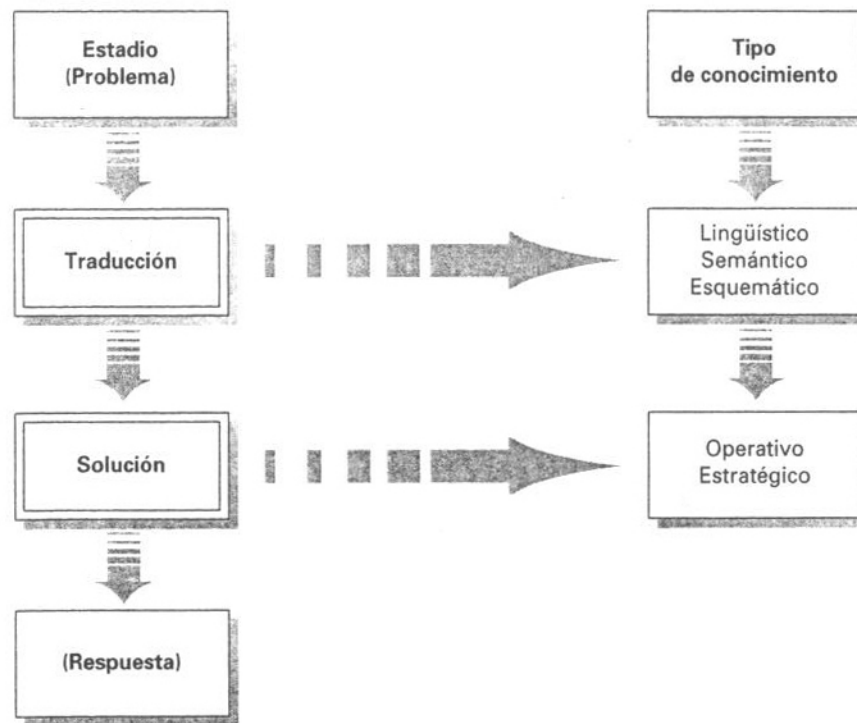 Estadio
(Problema)
Tipo
de conocimiento
Traducción
Lingüístico
Semántico
Esquemático
Solución
Operativo
Estratégico
(Respuesta)